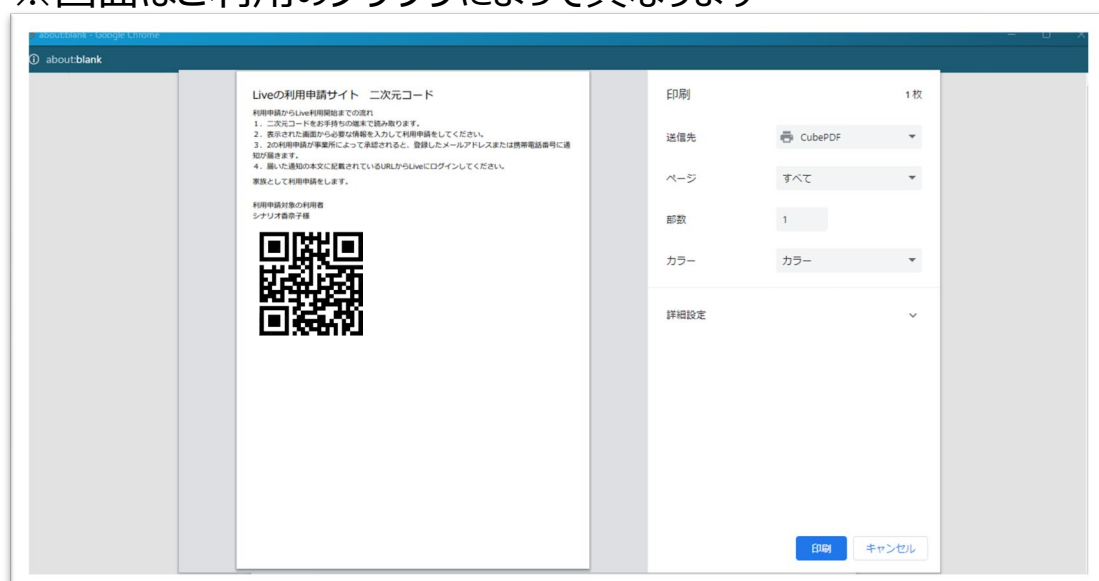 ※画面はご利用のブラウザによって異なります
about:blank - Google Chrome
about:blank
Liveの利用申請サイト 二次元コード
利用申請からLive利用開始までの流れ
1. 二次元コードをお手持ちの端末で読み取ります。
2. 表示された画面から必要な情報を入力して利用申請をしてください。
3. 2の利用申請が事業所によって承認されると、登録したメールアドレスまたは携帯電話番号に通
知が届きます。
4. 届いた通知の本文に記載されているURLからLiveにログインしてください。
家族として利用申請をします。
利用申請対象の利用者
シナリオ香奈子様
印刷 1枚
送信先 CubePDF
ページ すべて
部数 1
カラー カラー
詳細設定
印刷 キャンセル